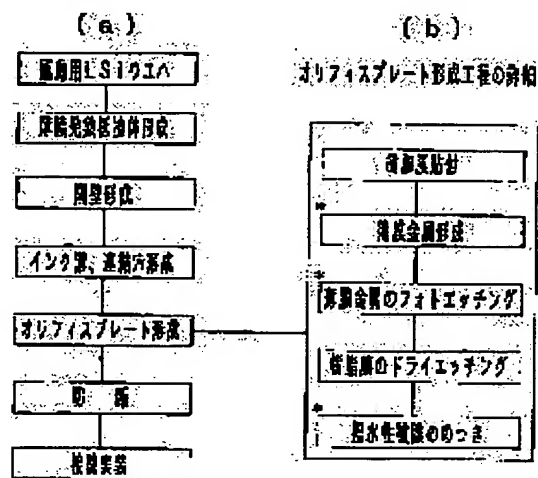 (a)
(b)
オリフィスプレート形成工程の詳細
駆動用LSIウエハ
薄膜発熱抵抗体形成
隔壁形成
インク溝、連結穴形成
オリフィスプレート形成
切 断
接続実装
樹脂膜貼付
*
薄膜金属形成
*
薄膜金属のフォトエッチング
樹脂膜のドライエッチング
*
撥水性被膜のめっき